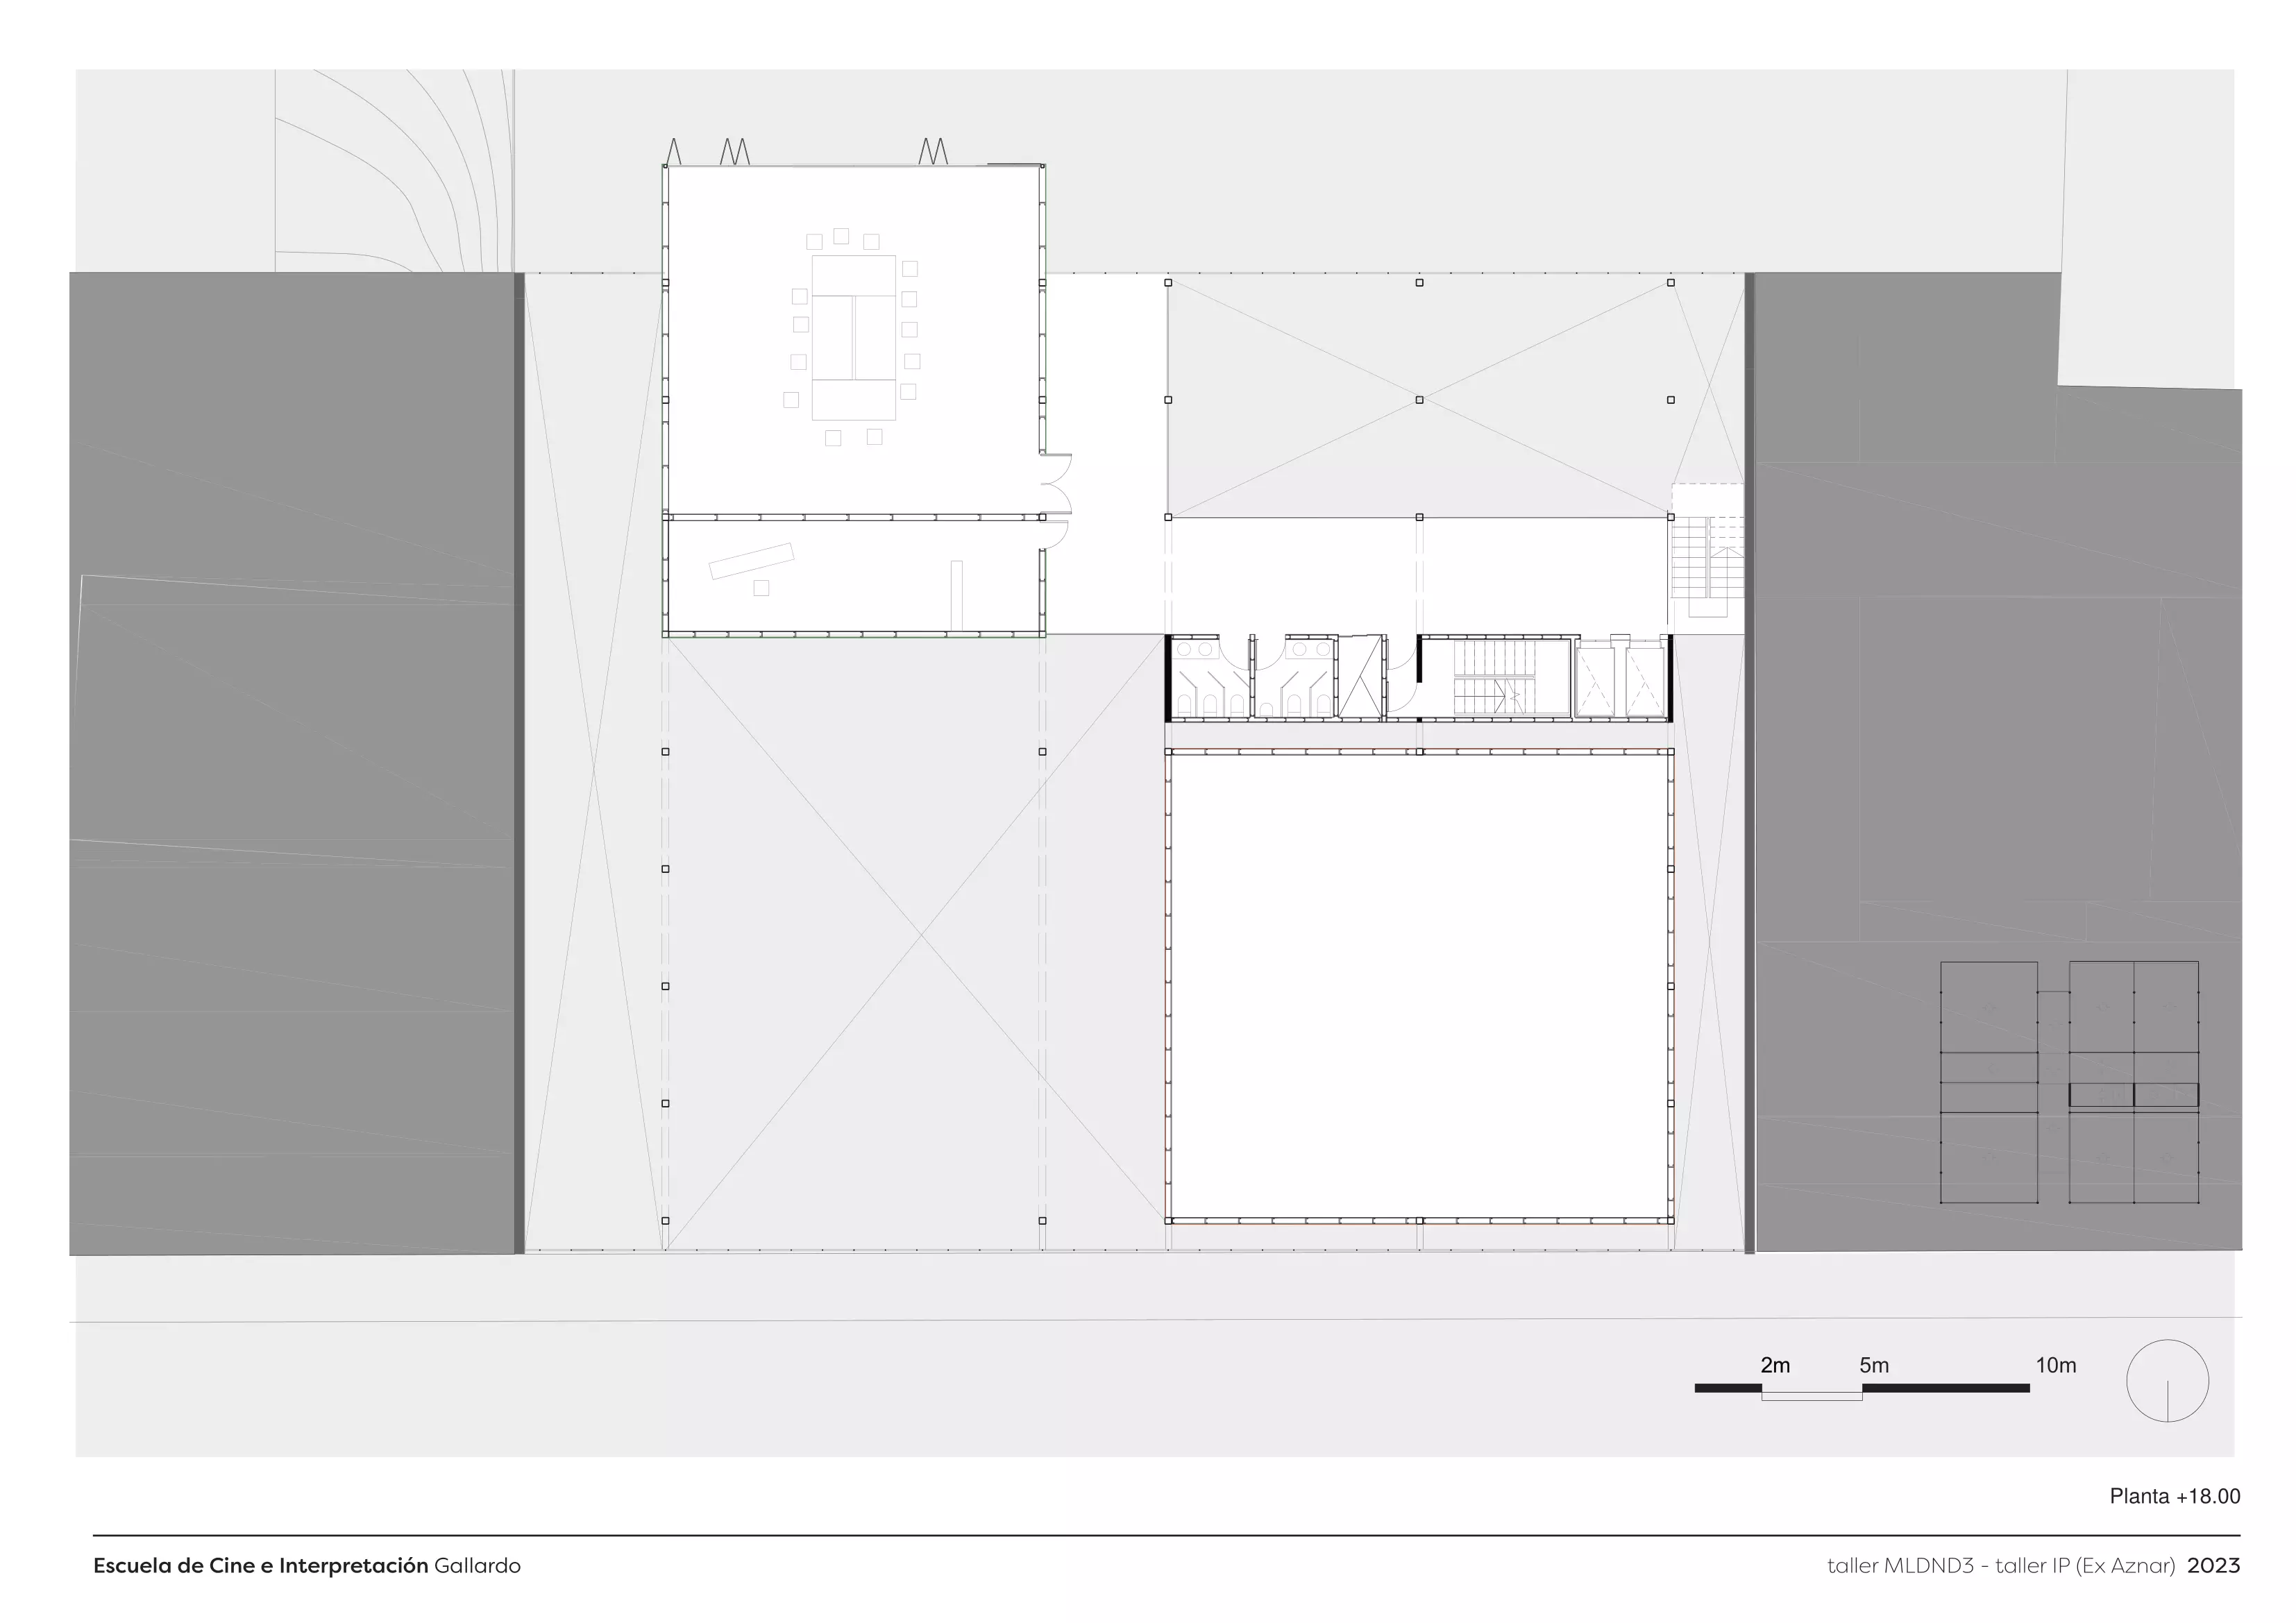 2m 5m 10m
Planta +18.00
Escuela de Cine e Interpretación Gallardo
taller MLDND3 - taller IP (Ex Aznar) 2023